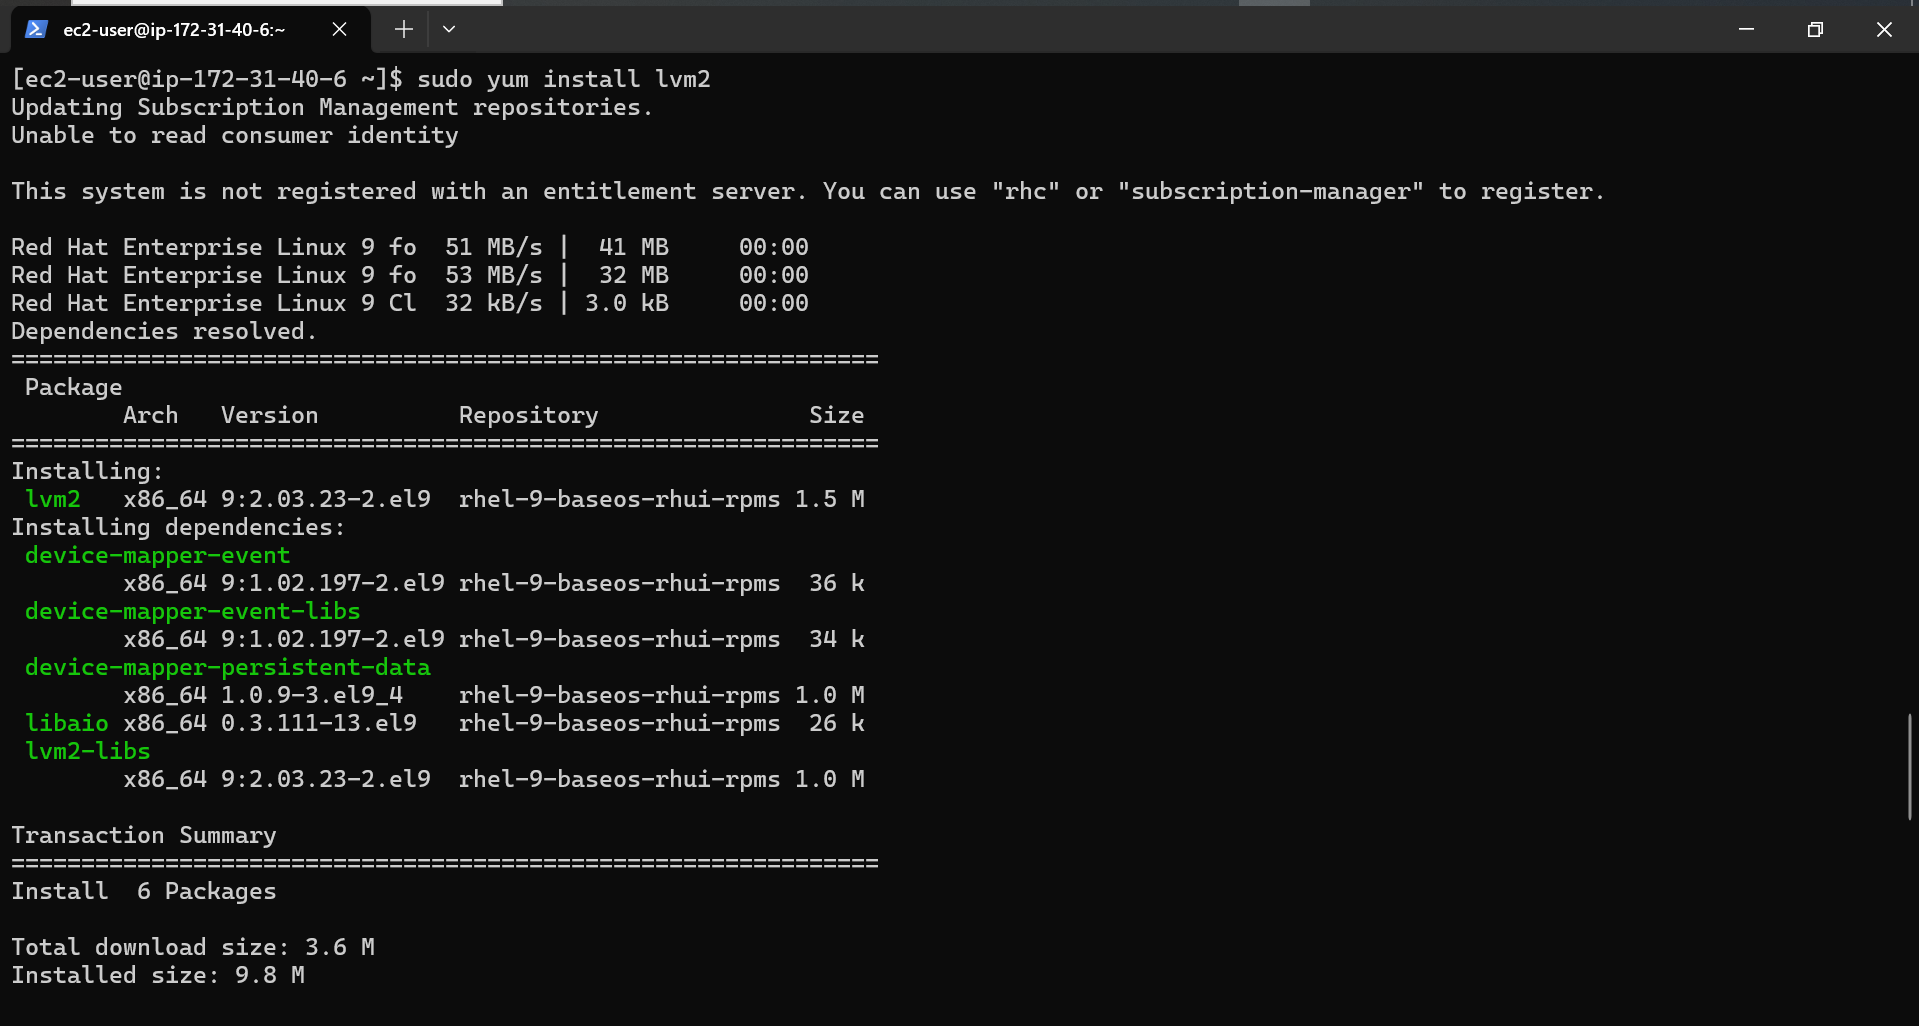 ec2-user@ip-172-31-40-6:~
[ec2-user@ip-172-31-40-6 ~]$ sudo yum install lvm2
Updating Subscription Management repositories.
Unable to read consumer identity
This system is not registered with an entitlement server. You can use "rhc" or "subscription-manager" to register.
Red Hat Enterprise Linux 9 fo  51 MB/s |  41 MB     00:00
Red Hat Enterprise Linux 9 fo  53 MB/s |  32 MB     00:00
Red Hat Enterprise Linux 9 Cl  32 kB/s | 3.0 kB     00:00
Dependencies resolved.
==============================================================
 Package
        Arch   Version          Repository               Size
==============================================================
Installing:
 lvm2   x86_64 9:2.03.23-2.el9  rhel-9-baseos-rhui-rpms 1.5 M
Installing dependencies:
 device-mapper-event
        x86_64 9:1.02.197-2.el9 rhel-9-baseos-rhui-rpms  36 k
 device-mapper-event-libs
        x86_64 9:1.02.197-2.el9 rhel-9-baseos-rhui-rpms  34 k
 device-mapper-persistent-data
        x86_64 1.0.9-3.el9_4    rhel-9-baseos-rhui-rpms 1.0 M
 libaio x86_64 0.3.111-13.el9   rhel-9-baseos-rhui-rpms  26 k
 lvm2-libs
        x86_64 9:2.03.23-2.el9  rhel-9-baseos-rhui-rpms 1.0 M
Transaction Summary
==============================================================
Install  6 Packages
Total download size: 3.6 M
Installed size: 9.8 M